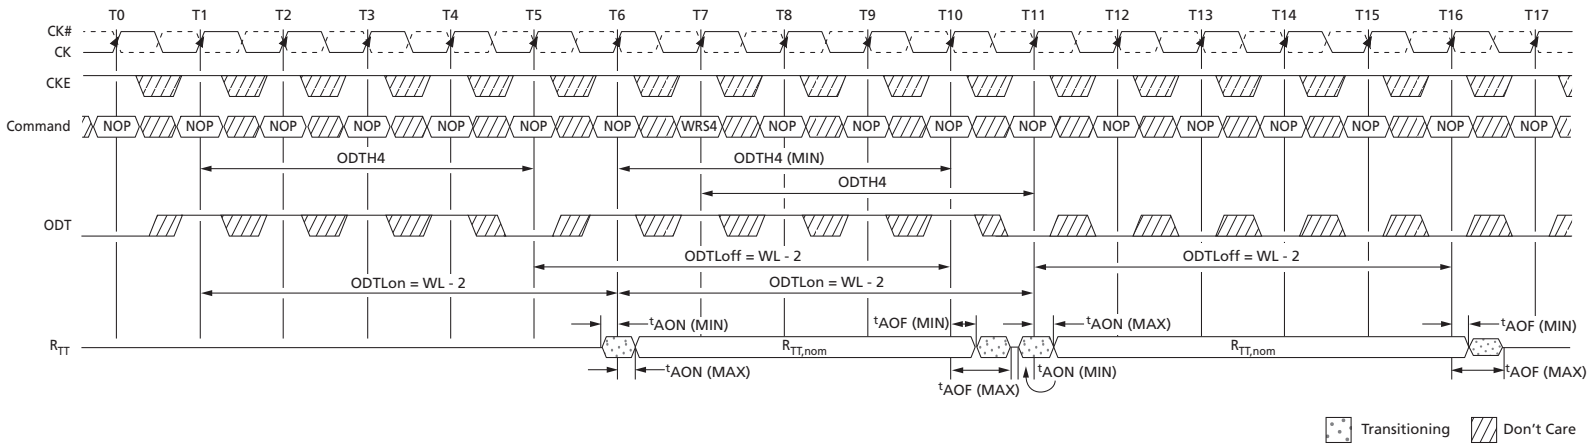 T0 T1 T2 T3 T4 T5 T6 T7 T8 T9 T10 T11 T12 T13 T14 T15 T16 T17
CK#
CK
CKE
Command NOP NOP NOP NOP NOP NOP NOP WRS4 NOP NOP NOP NOP NOP NOP NOP NOP NOP NOP
ODTH4 ODTH4 (MIN)
ODTH4
ODT
ODTLoff = WL - 2 ODTLoff = WL - 2
ODTLon = WL - 2 ODTLon = WL - 2
tAON (MIN) tAOF (MIN) tAON (MAX) tAOF (MIN)
RTT RTT,nom RTT,nom
tAON (MAX) tAON (MIN) tAOF (MAX)
tAOF (MAX)
Transitioning Don't Care